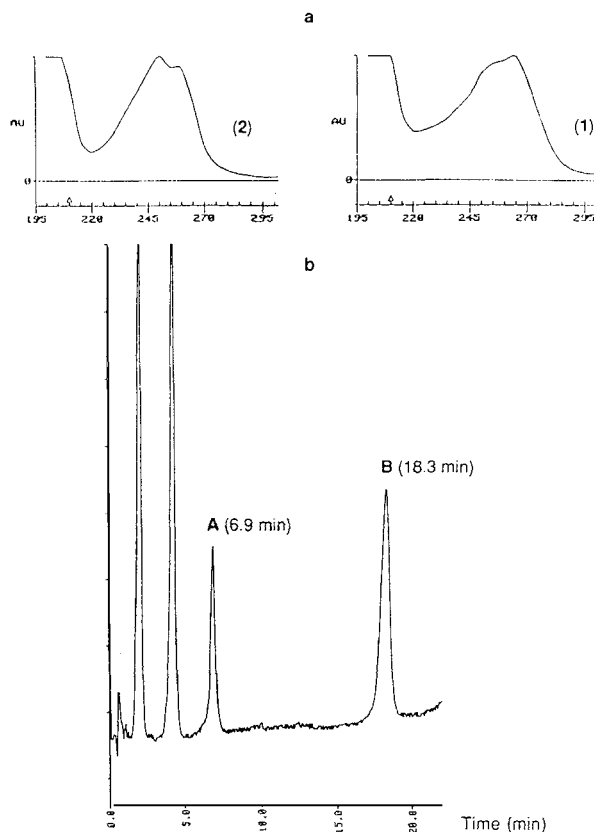 a
AU
(2)
0
195 220 245 270 295
AU
(1)
0
195 220 245 270 295
b
B (18.3 min)
A (6.9 min)
0.0 5.0 10.0 15.0 20.0
Time (min)